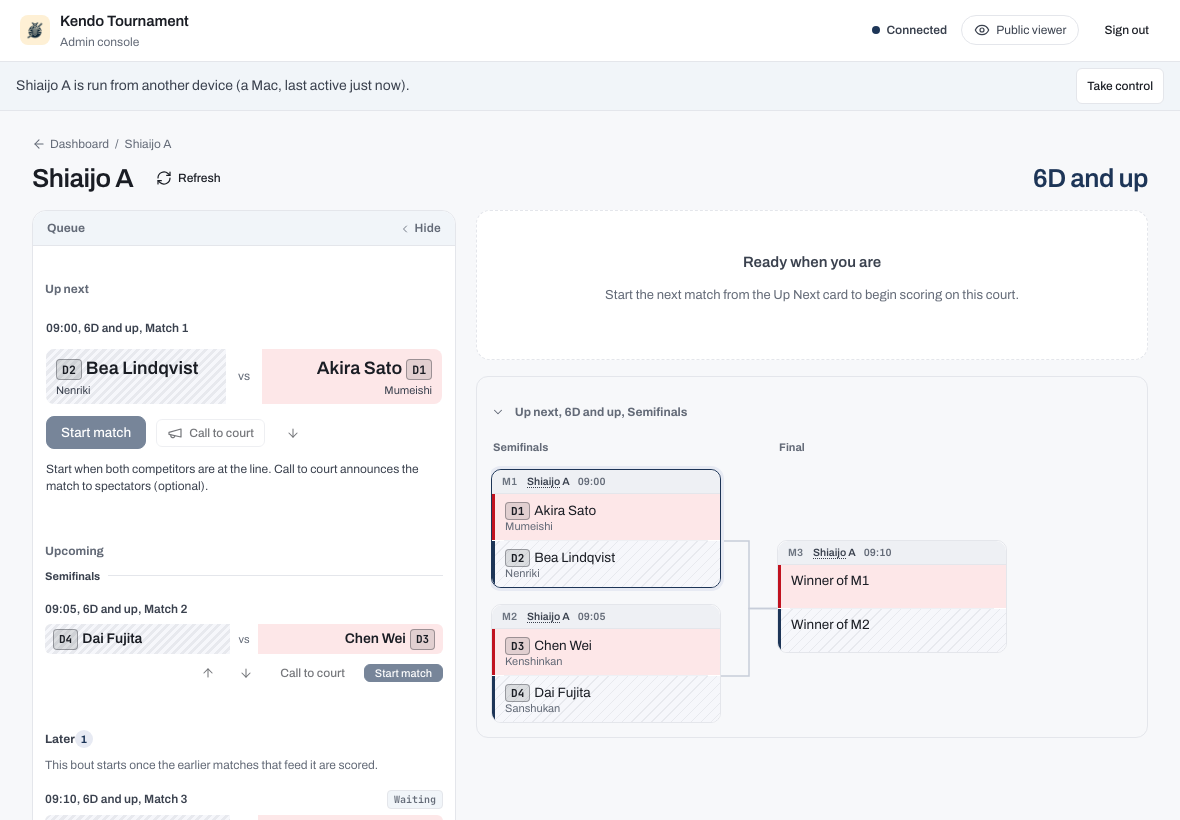 Kendo Tournament
Admin console
Connected
Public viewer
Sign out
Shiaijo A is run from another device (a Mac, last active just now).
Take control
Dashboard / Shiaijo A
Shiaijo A
Refresh
6D and up
Queue
Hide
Up next
09:00, 6D and up, Match 1
D2 Bea Lindqvist
Nenriki
vs
Akira Sato D1
Mumeishi
Start match
Call to court
Start when both competitors are at the line. Call to court announces the
match to spectators (optional).
Upcoming
Semifinals
09:05, 6D and up, Match 2
D4 Dai Fujita
vs
Chen Wei D3
Call to court
Start match
Later 1
This bout starts once the earlier matches that feed it are scored.
09:10, 6D and up, Match 3
Waiting
Ready when you are
Start the next match from the Up Next card to begin scoring on this court.
Up next, 6D and up, Semifinals
Semifinals
Final
M1 Shiaijo A 09:00
D1 Akira Sato
Mumeishi
D2 Bea Lindqvist
Nenriki
M2 Shiaijo A 09:05
D3 Chen Wei
Kenshinkan
D4 Dai Fujita
Sanshukan
M3 Shiaijo A 09:10
Winner of M1
Winner of M2